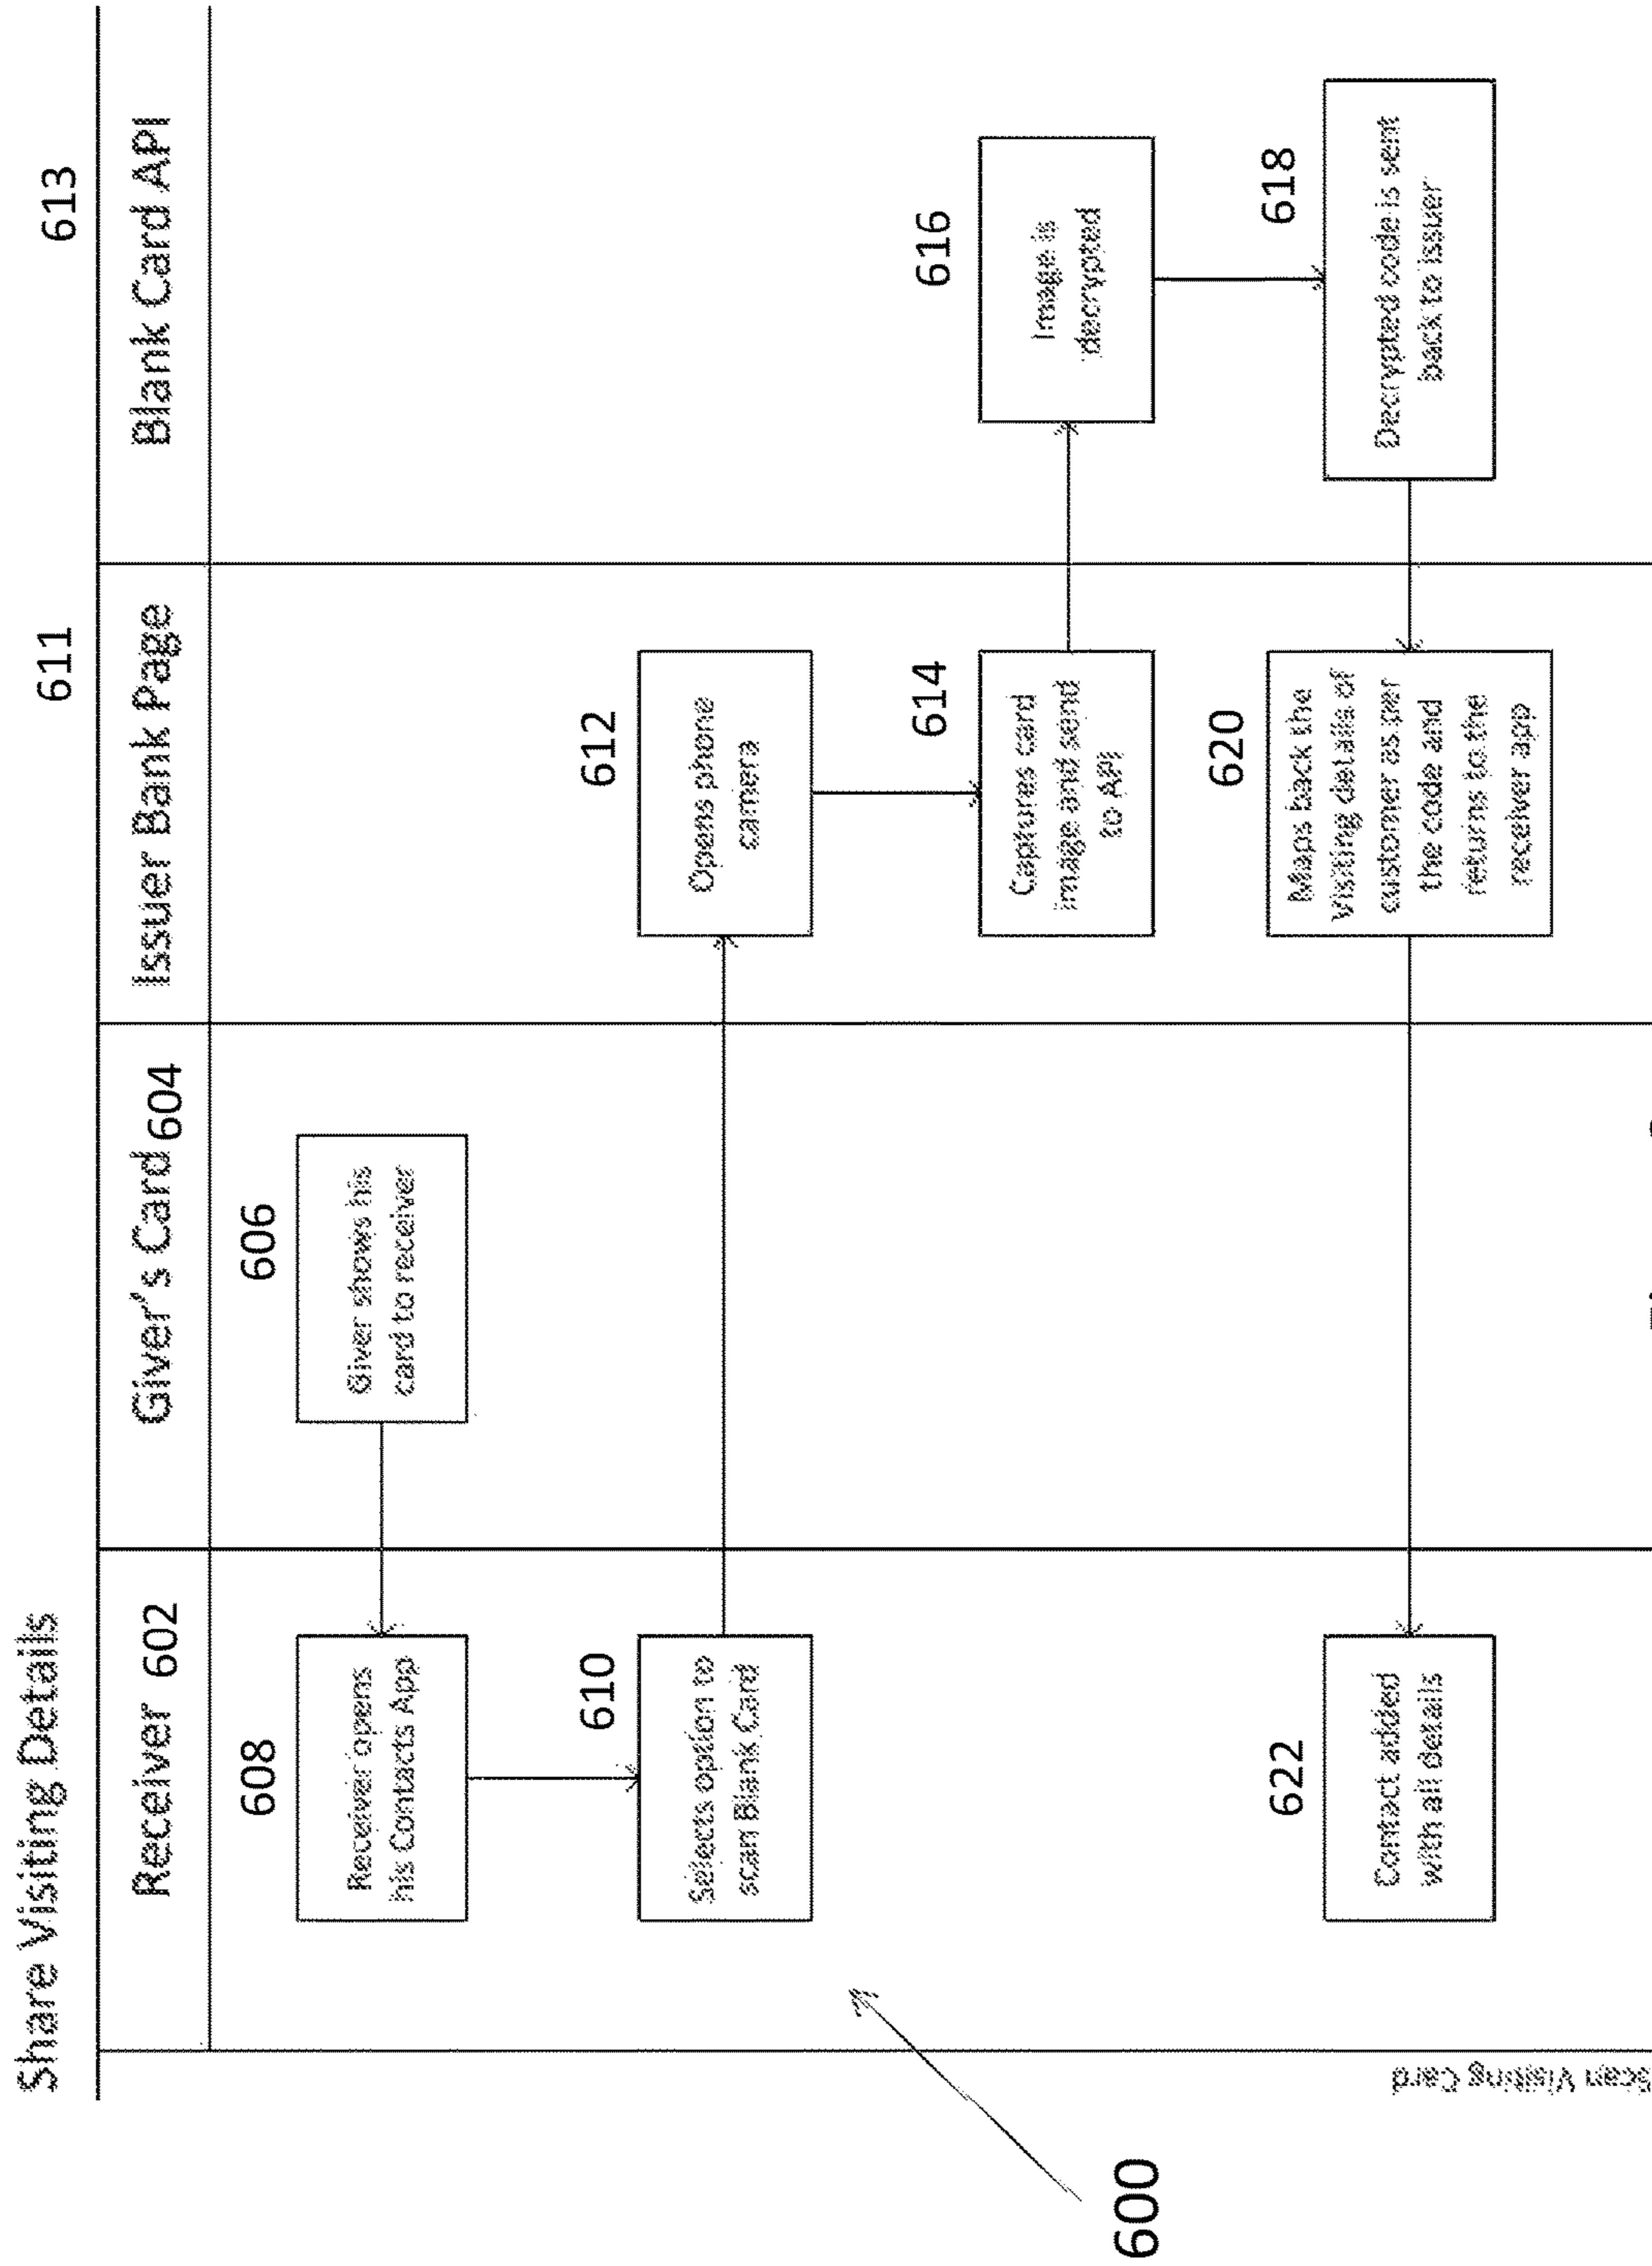 Share Visiting Details
611
613
Receiver 602
Giver's Card 604
Issuer Bank Page
Blank Card API
606
Giver shows his
card to receiver
608
Receiver opens
his Contacts App
610
Selects option to
scan Blank Card
612
Opens phone
camera
614
Captures card
image and send
to API
616
Image is
decrypted
618
Decrypted code is sent
back to issuer
620
Maps back the
Visiting details of
customer as per
the code and
returns to the
receiver app
622
Contact added
with all details
Scan Visiting Card
600